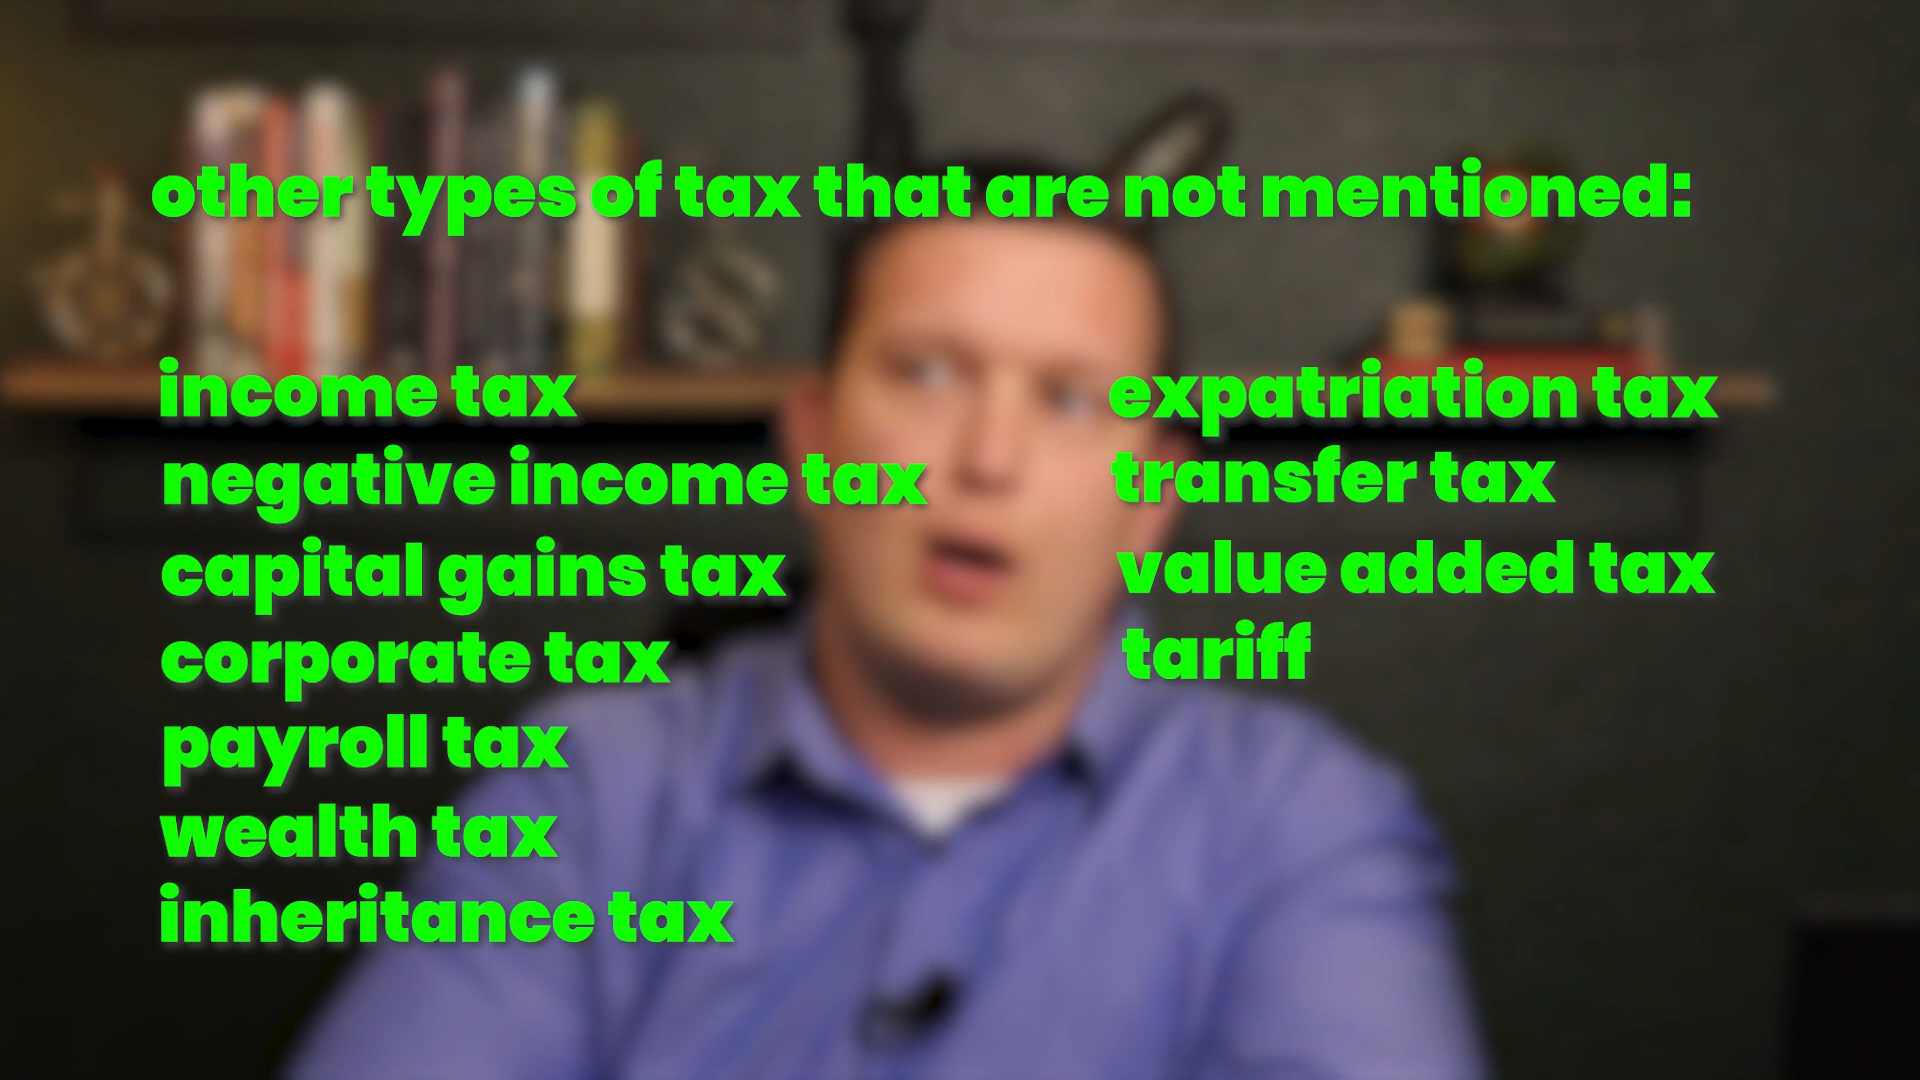 other types of tax that are not mentioned:
income tax
negative income tax
capital gains tax
corporate tax
payroll tax
wealth tax
inheritance tax
expatriation tax
transfer tax
value added tax
tariff